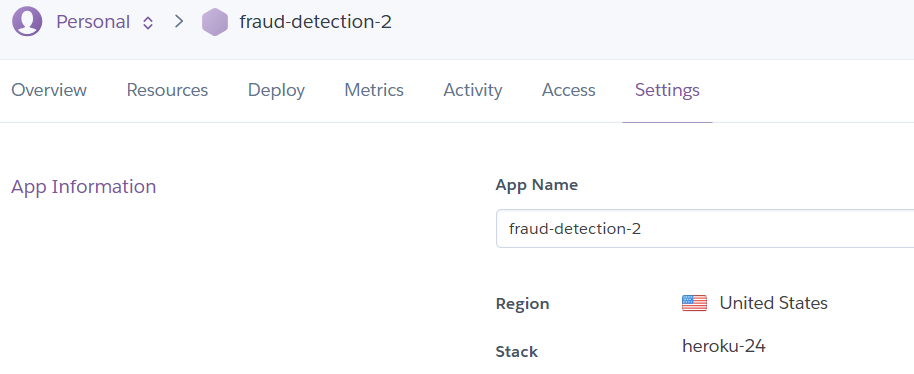 Personal > fraud-detection-2
Overview Resources Deploy Metrics Activity Access Settings
App Information
App Name
fraud-detection-2
Region United States
Stack heroku-24